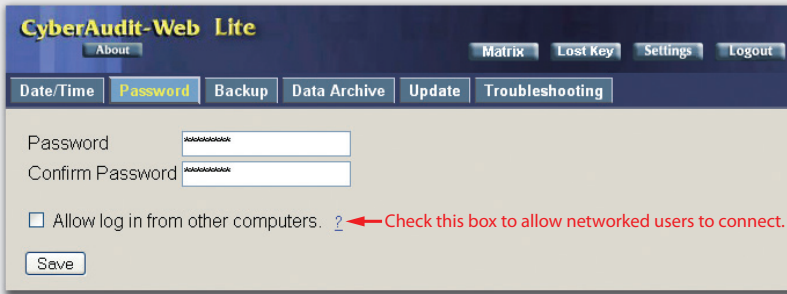 CyberAudit-Web Lite
About
Matrix Lost Key Settings Logout
Date/Time Password Backup Data Archive Update Troubleshooting
Password *********
Confirm Password *********
Allow log in from other computers. ? Check this box to allow networked users to connect.
Save